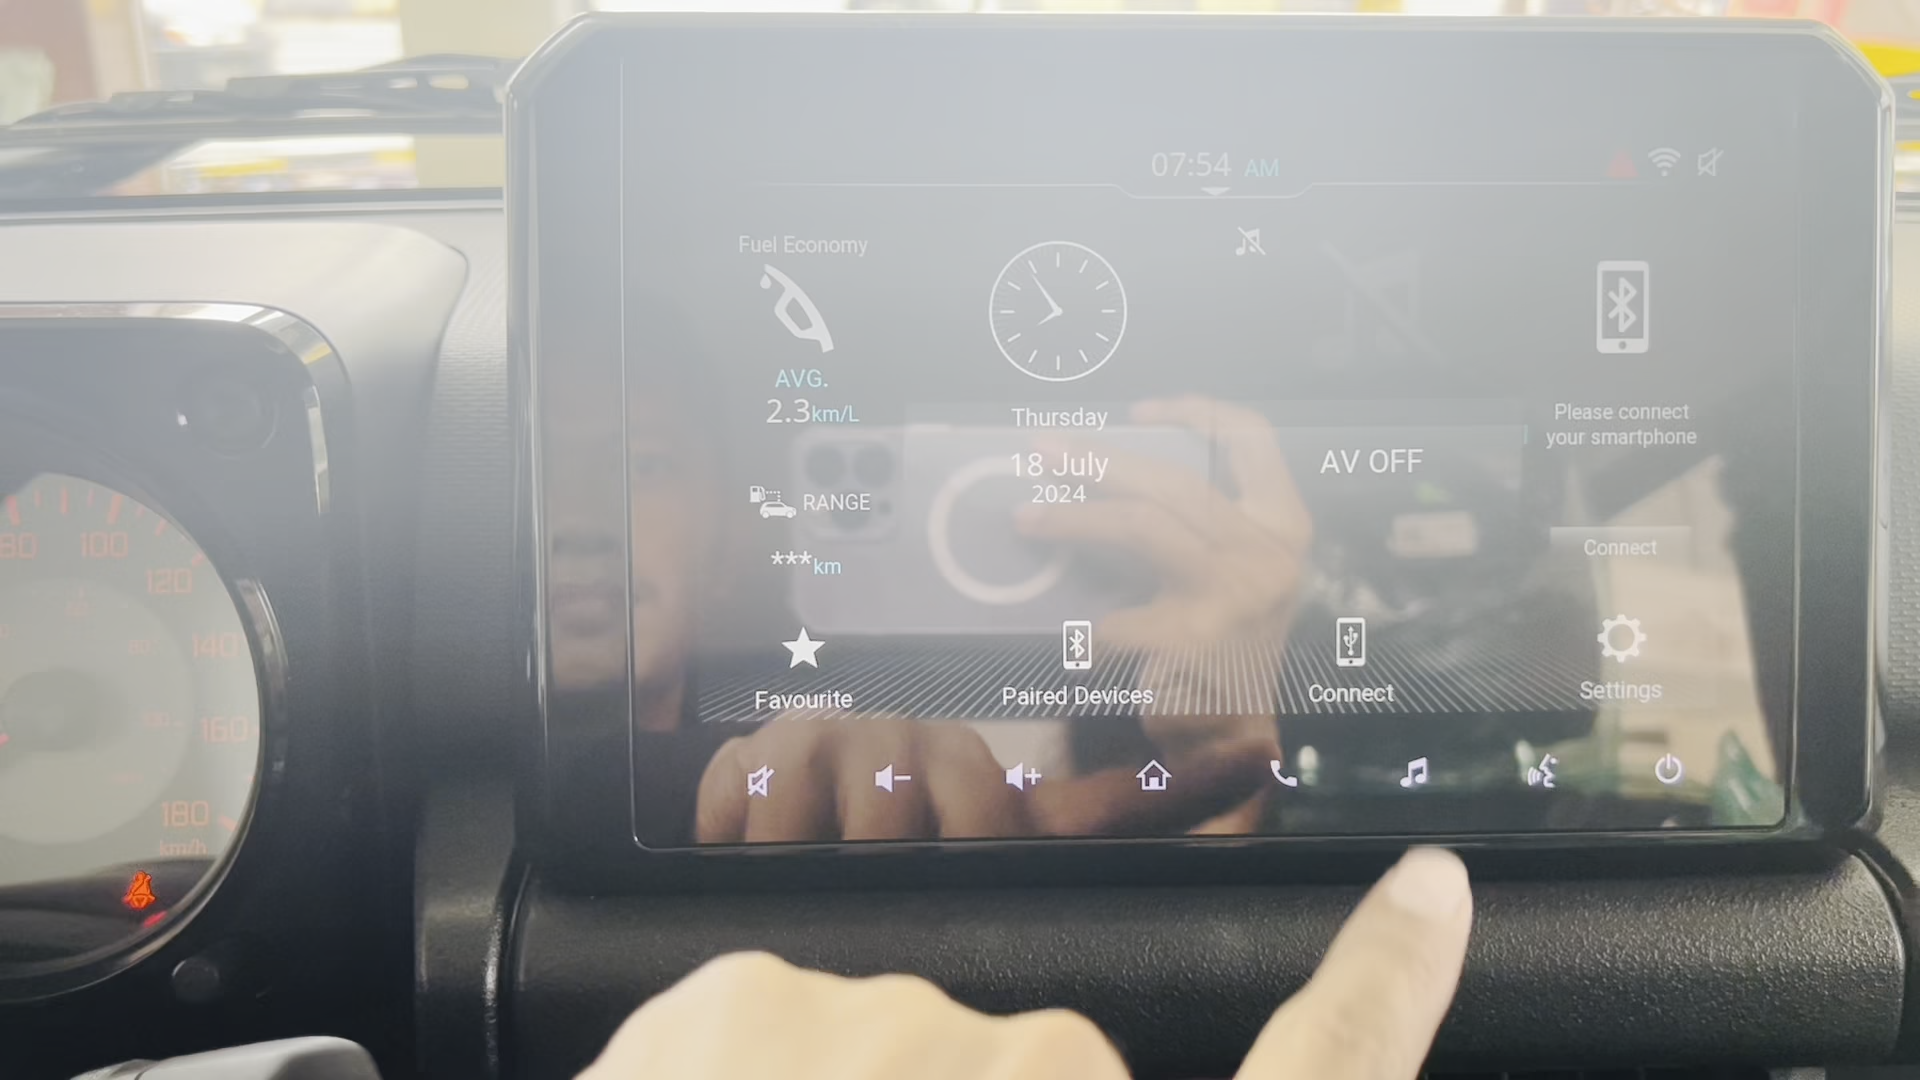 07:54 AM
Fuel Economy
AVG.
2.3km/L
RANGE
***km
Thursday
18 July
2024
AV OFF
Please connect
your smartphone
Connect
Favourite
Paired Devices
Connect
Settings
80
100
120
140
160
180
km/h